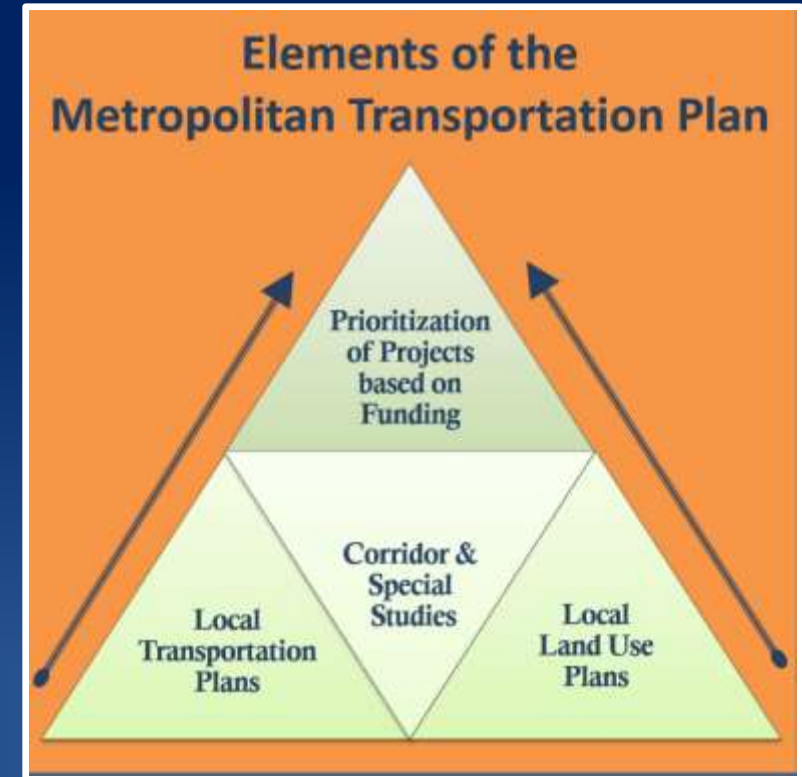 Elements of the
Metropolitan Transportation Plan
Prioritization
of Projects
based on
Funding
Corridor &
Special
Studies
Local
Transportation
Plans
Local
Land Use
Plans